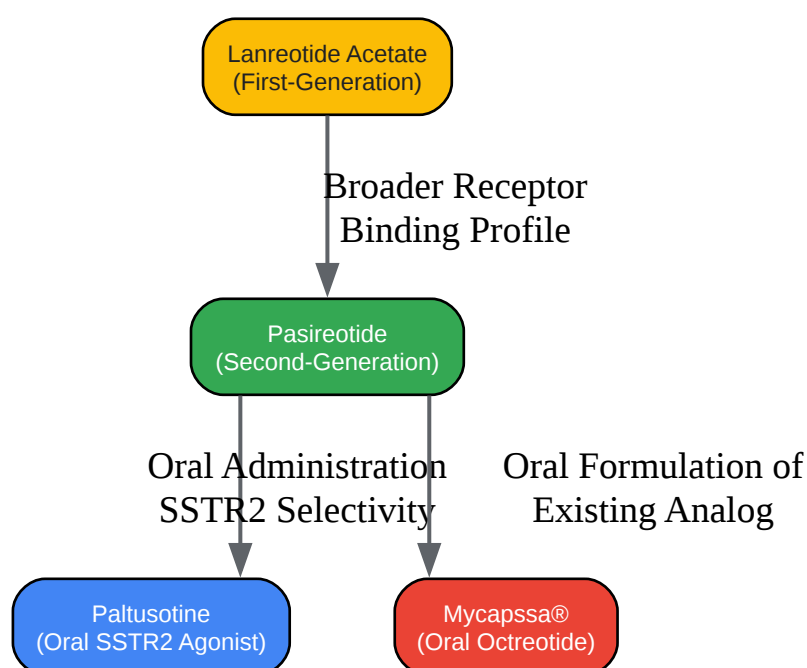 Lanreotide Acetate
(First-Generation)
Broader Receptor
Binding Profile
Pasireotide
(Second-Generation)
Oral Administration
SSTR2 Selectivity
Oral Formulation of
Existing Analog
Paltusotine
(Oral SSTR2 Agonist)
Mycapssa®
(Oral Octreotide)